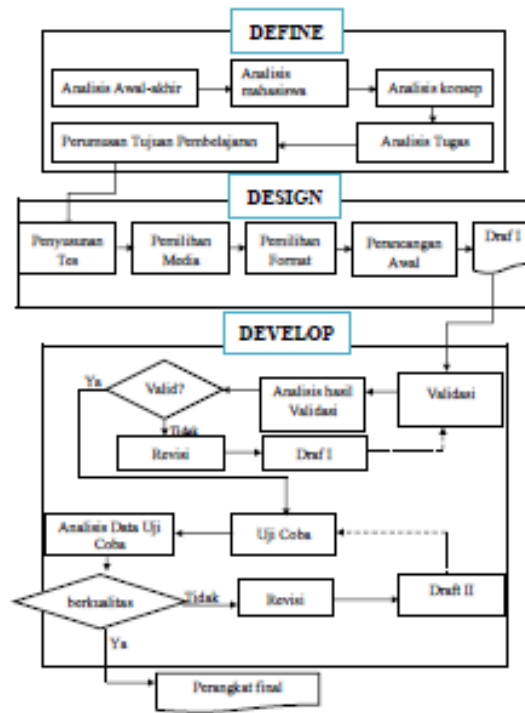 DEFINE
Analisis Awal-akhir
Analisis
mahasiswa
Analisis konsep
Perumusan Tujuan Pembelajaran
Analisis Tugas
DESIGN
Penyusunan
Tes
Pemilihan
Media
Pemilihan
Format
Perancangan
Awal
Draf I
DEVELOP
Ya
Valid?
Analisis hasil
Validasi
Validasi
Tidak
Revisi
Draf I
Analisis Data Uji
Coba
Uji Coba
berkualitas
Tidak
Revisi
Draft II
Ya
Perangkat final